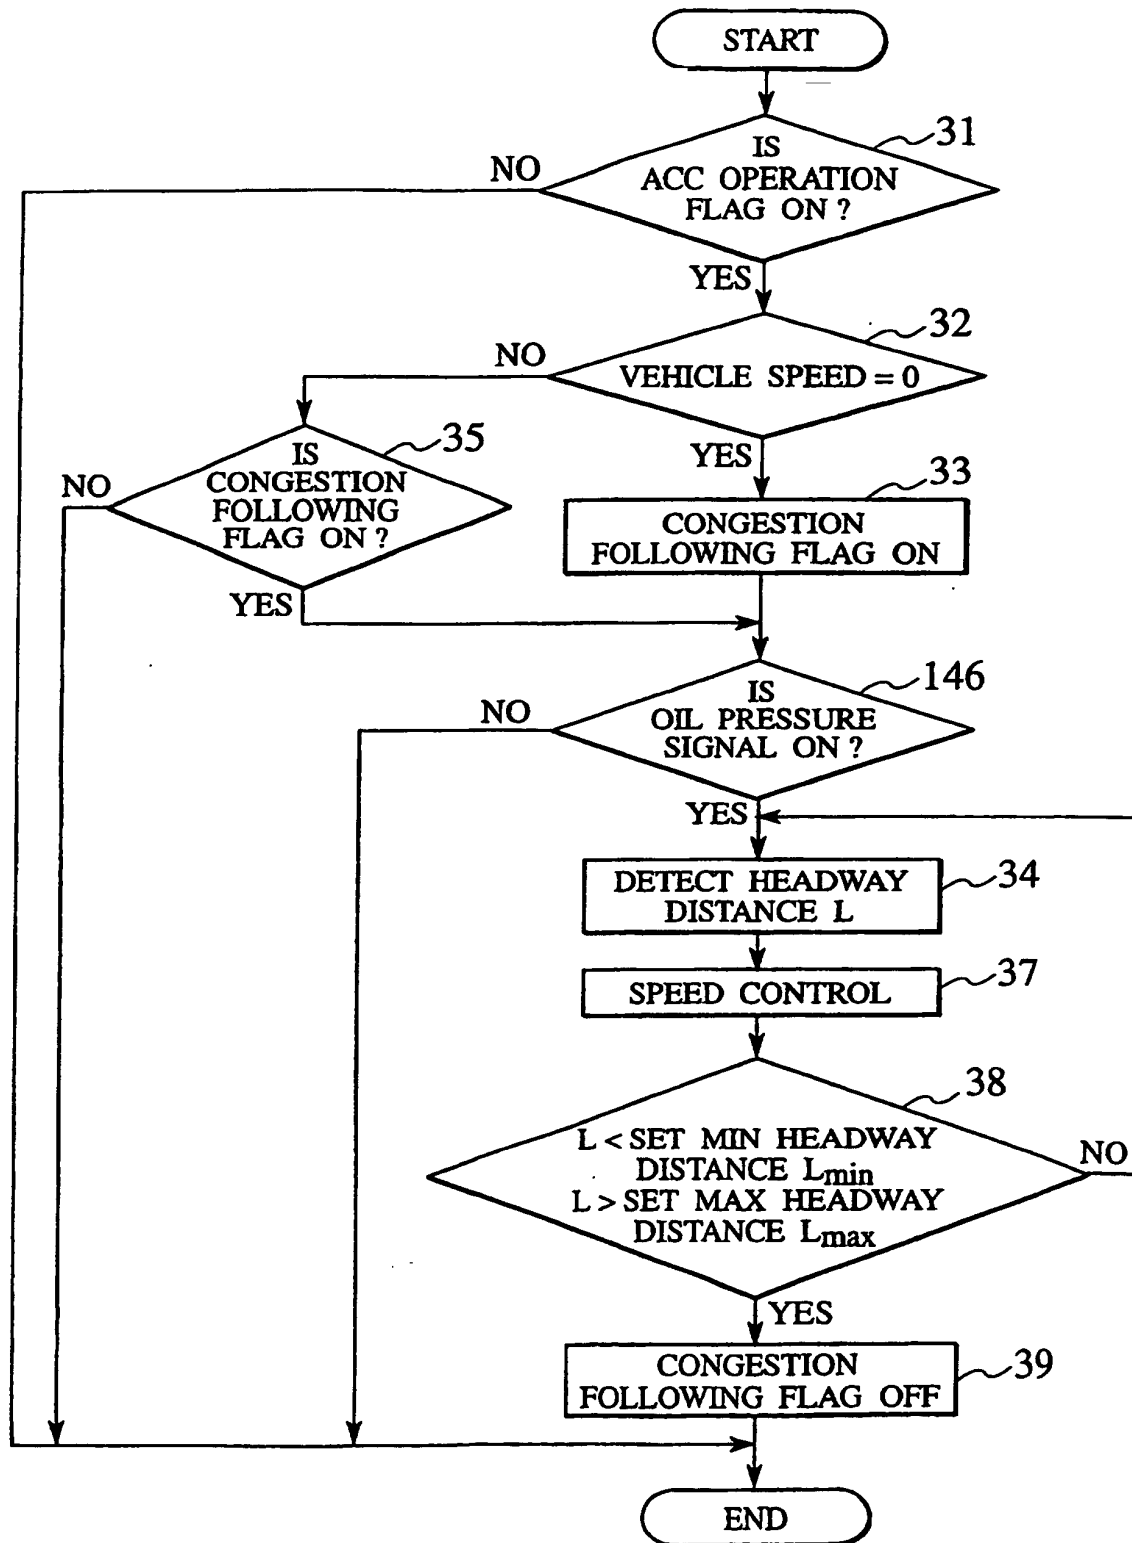 START
31
IS
ACC OPERATION
FLAG ON ?
NO
YES
32
VEHICLE SPEED = 0
NO
YES
35
IS
CONGESTION
FOLLOWING
FLAG ON ?
NO
YES
33
CONGESTION
FOLLOWING FLAG ON
146
IS
OIL PRESSURE
SIGNAL ON ?
NO
YES
34
DETECT HEADWAY
DISTANCE L
37
SPEED CONTROL
38
L < SET MIN HEADWAY
DISTANCE Lmin
L > SET MAX HEADWAY
DISTANCE Lmax
NO
YES
39
CONGESTION
FOLLOWING FLAG OFF
END